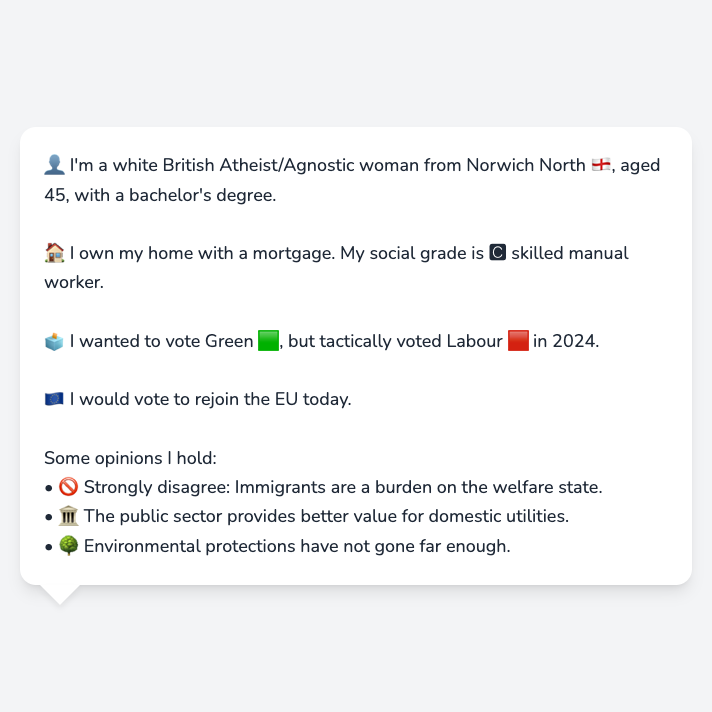 👤 I'm a white British Atheist/Agnostic woman from Norwich North 🏴󠁧󠁢󠁥󠁮󠁧󠁿, aged
45, with a bachelor's degree.
🏠 I own my home with a mortgage. My social grade is 🅲 skilled manual
worker.
🗳️ I wanted to vote Green 🟩, but tactically voted Labour 🟥 in 2024.
🇪🇺 I would vote to rejoin the EU today.
Some opinions I hold:
• 🚫 Strongly disagree: Immigrants are a burden on the welfare state.
• 🏛️ The public sector provides better value for domestic utilities.
• 🌳 Environmental protections have not gone far enough.